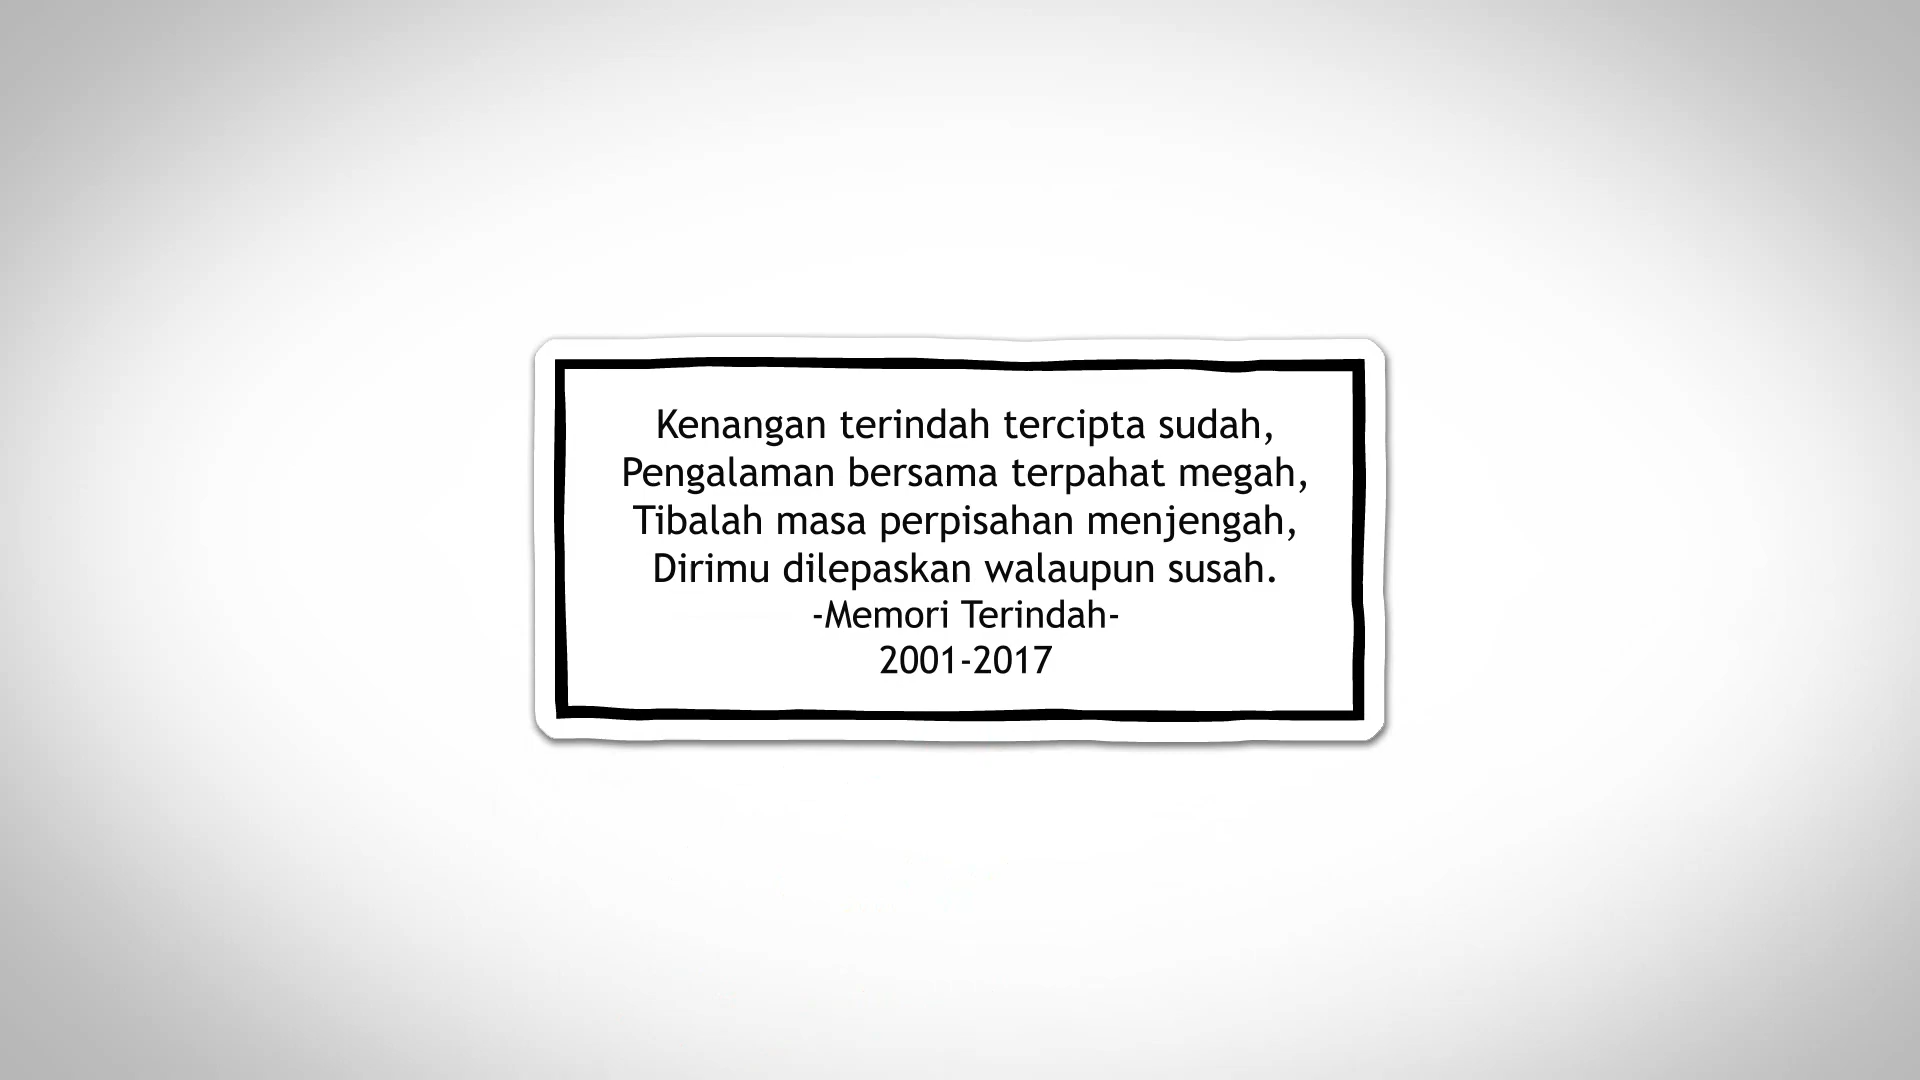 Kenangan terindah tercipta sudah,
Pengalaman bersama terpahat megah,
Tibalah masa perpisahan menjengah,
Dirimu dilepaskan walaupun susah.
-Memori Terindah-
2001-2017